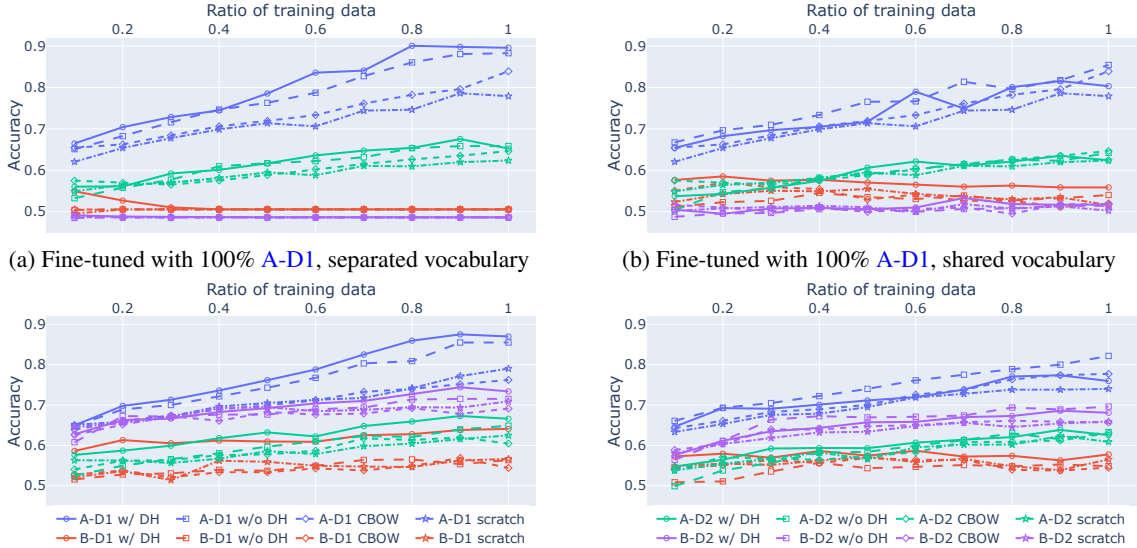 Ratio of training data
Ratio of training data
0.2 0.4 0.6 0.8 1
0.2 0.4 0.6 0.8 1
0.9
0.8
0.7
0.6
0.5
Accuracy
0.9
0.8
0.7
0.6
0.5
Accuracy
(a) Fine-tuned with 100% A-D1, separated vocabulary
(b) Fine-tuned with 100% A-D1, shared vocabulary
Ratio of training data
Ratio of training data
0.2 0.4 0.6 0.8 1
0.2 0.4 0.6 0.8 1
0.9
0.8
0.7
0.6
0.5
Accuracy
0.9
0.8
0.7
0.6
0.5
Accuracy
A-D1 w/ DH A-D1 w/o DH A-D1 CBOW A-D1 scratch
B-D1 w/ DH B-D1 w/o DH B-D1 CBOW B-D1 scratch
A-D2 w/ DH A-D2 w/o DH A-D2 CBOW A-D2 scratch
B-D2 w/ DH B-D2 w/o DH B-D2 CBOW B-D2 scratch